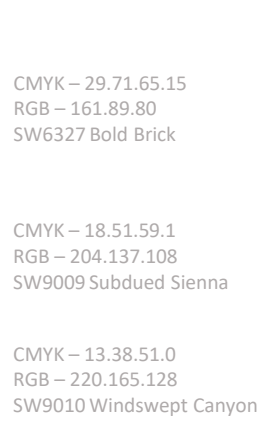 CMYK – 29.71.65.15
RGB – 161.89.80
SW6327 Bold Brick
CMYK – 18.51.59.1
RGB – 204.137.108
SW9009 Subdued Sienna
CMYK – 13.38.51.0
RGB – 220.165.128
SW9010 Windswept Canyon